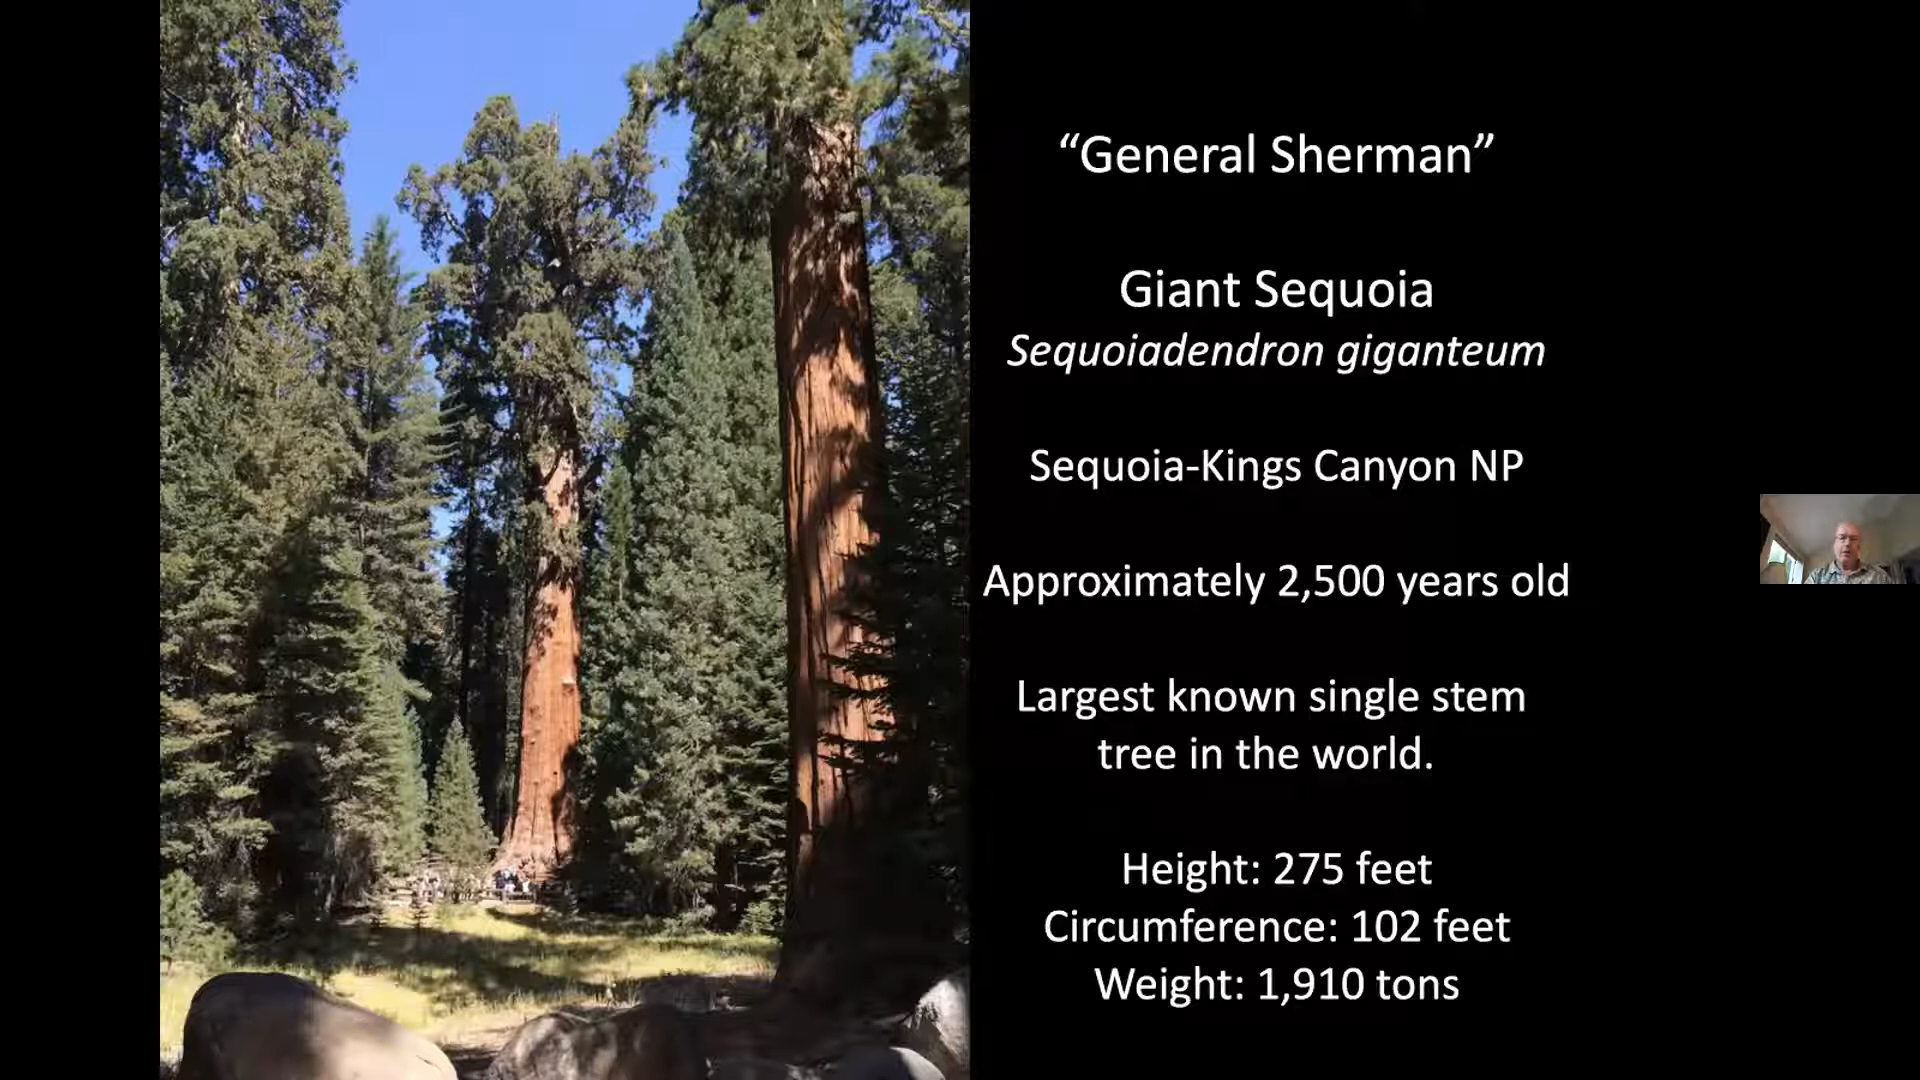 “General Sherman”
Giant Sequoia
Sequoiadendron giganteum
Sequoia-Kings Canyon NP
Approximately 2,500 years old
Largest known single stem
tree in the world.
Height: 275 feet
Circumference: 102 feet
Weight: 1,910 tons